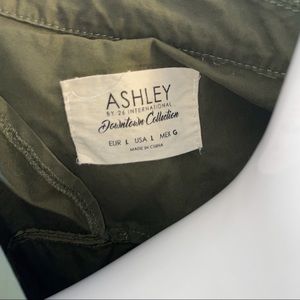 ASHLEY
BY 26 INTERNATIONAL
Downtown Collection
EUR L USA L MEX G
MADE IN CHINA